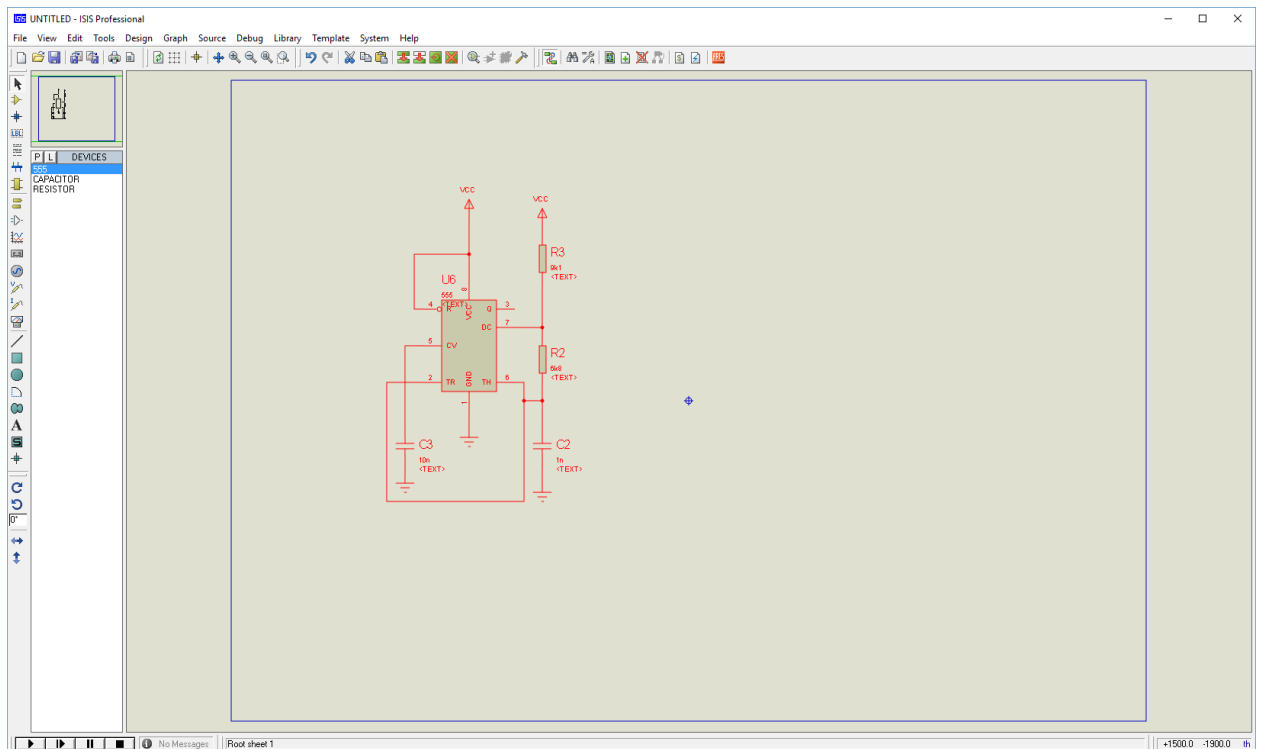 ISIS UNTITLED - ISIS Professional
File View Edit Tools Design Graph Source Debug Library Template System Help
LBL
P L DEVICES
555
CAPACITOR
RESISTOR
A
S
0°
VCC
VCC
R3
9k1
<TEXT>
U6
555
<TEXT>
8
4
R
VCC
Q
3
DC
7
5
CV
R2
6k8
<TEXT>
2
TR
GND
TH
6
1
C3
10n
<TEXT>
C2
1n
<TEXT>
No Messages
Root sheet 1
+1500.0 -1900.0 th